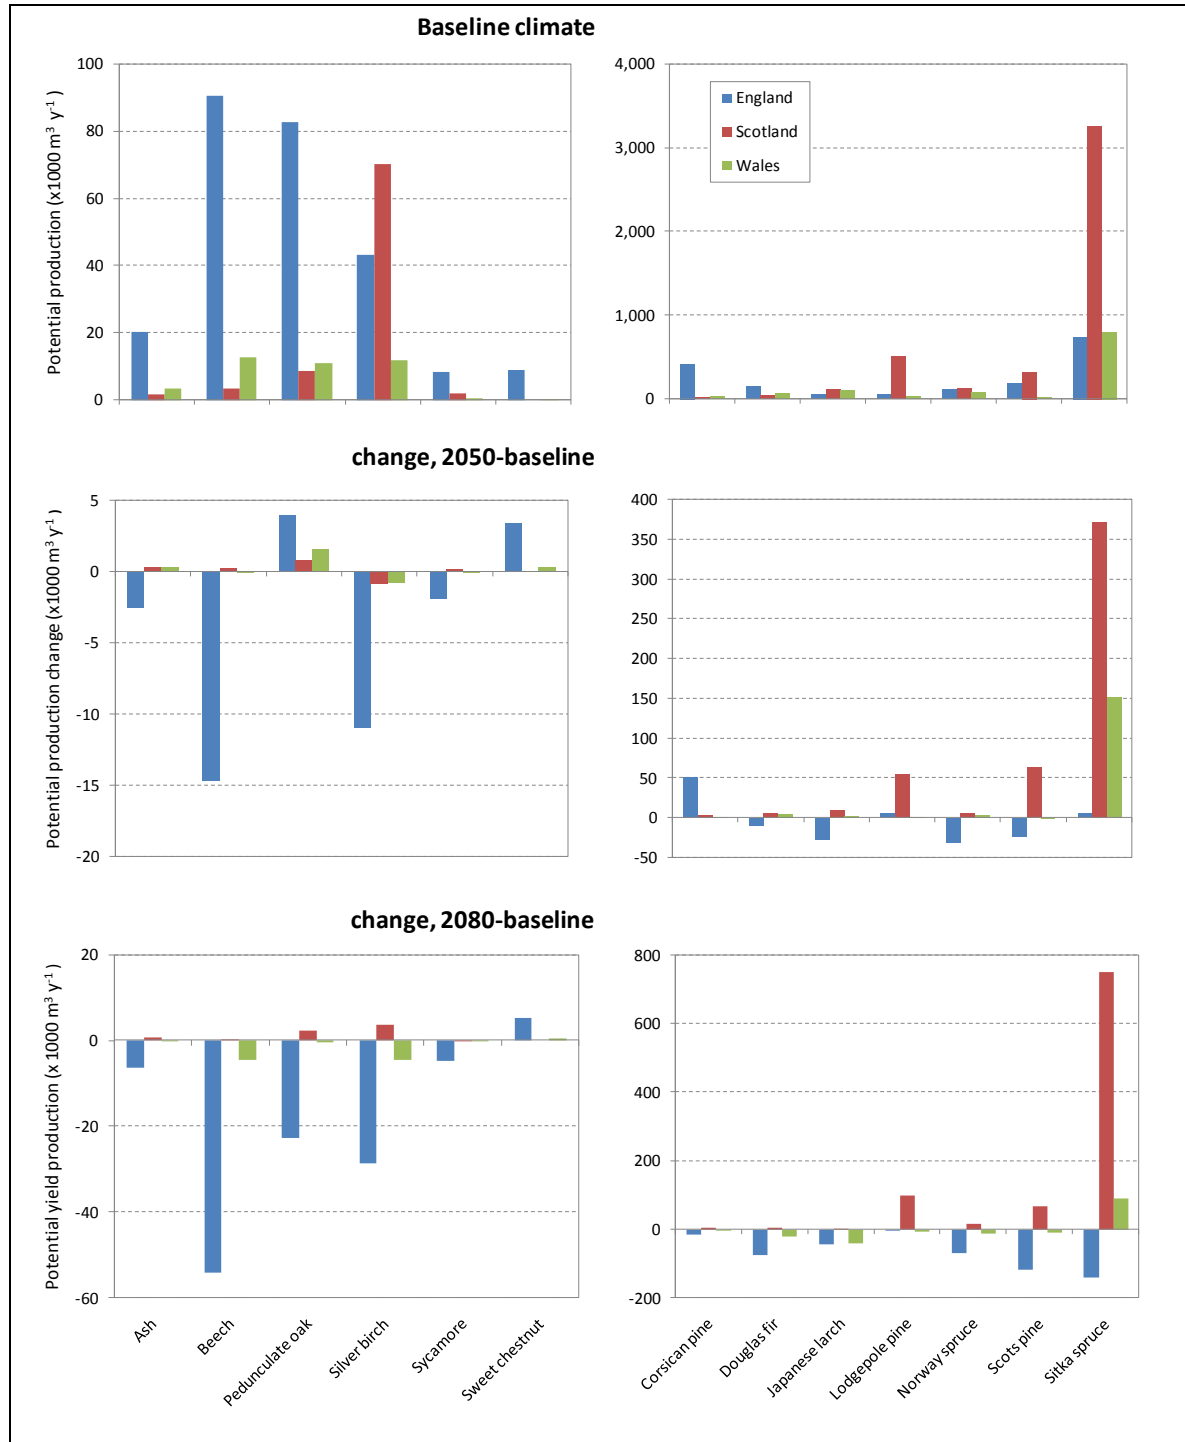 Baseline climate
Potential production (x1000 m³ y⁻¹)
100
80
60
40
20
0
4,000
3,000
2,000
1,000
0
England
Scotland
Wales
change, 2050-baseline
Potential production change (x1000 m³ y⁻¹)
5
0
-5
-10
-15
-20
400
350
300
250
200
150
100
50
0
-50
change, 2080-baseline
Potential yield production (x 1000 m³ y⁻¹)
20
0
-20
-40
-60
800
600
400
200
0
-200
Ash
Beech
Pedunculate oak
Silver birch
Sycamore
Sweet chestnut
Corsican pine
Douglas fir
Japanese larch
Lodgepole pine
Norway spruce
Scots pine
Sitka spruce